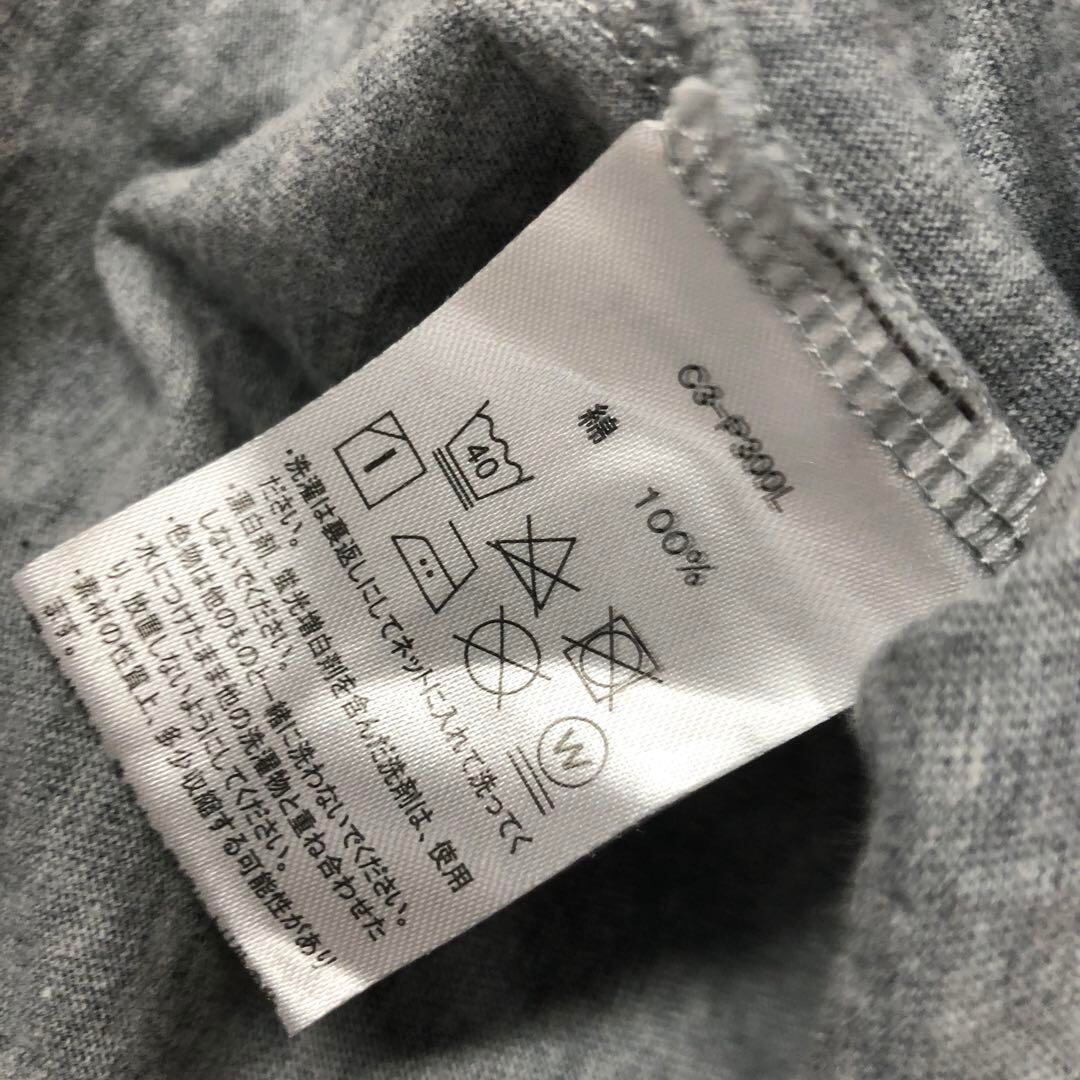 C3-P300L
綿 100%
40
W
・洗濯は裏返しにしてネットに入れて洗ってく
ださい。
・漂白剤、蛍光増白剤を含んだ洗剤は、使用
しないでください。
・色物は他のものと一緒に洗わないでください。
・水につけたまま他の洗濯物と重ね合わせた
り、放置しないようにしてください。
・素材の性質上、多少収縮する可能性があり
ます。